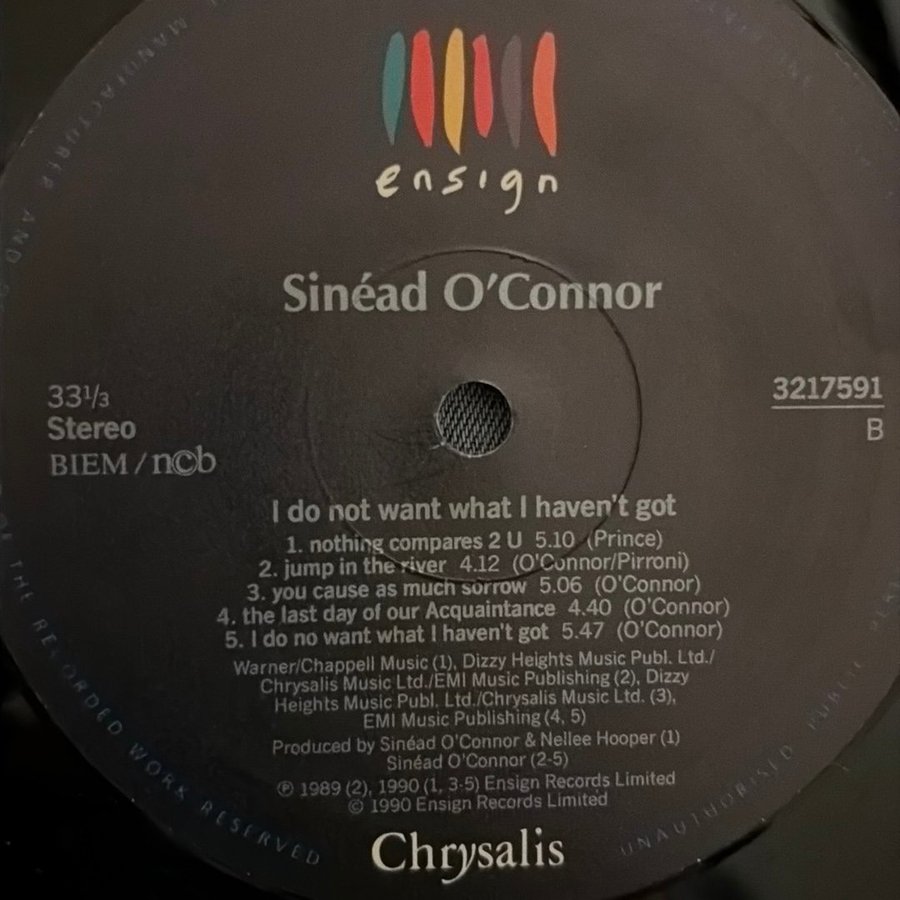 ensign
Sinéad O'Connor
33⅓
Stereo
BIEM / n©b
3217591
B
I do not want what I haven't got
1. nothing compares 2 U 5.10 (Prince)
2. jump in the river 4.12 (O'Connor/Pirroni)
3. you cause as much sorrow 5.06 (O'Connor)
4. the last day of our Acquaintance 4.40 (O'Connor)
5. I do no want what I haven't got 5.47 (O'Connor)
Warner/Chappell Music (1), Dizzy Heights Music Publ. Ltd./
Chrysalis Music Ltd./EMI Music Publishing (2), Dizzy
Heights Music Publ. Ltd./Chrysalis Music Ltd. (3),
EMI Music Publishing (4, 5)
Produced by Sinéad O'Connor & Nellee Hooper (1)
Sinéad O'Connor (2-5)
℗ 1989 (2), 1990 (1, 3-5) Ensign Records Limited
© 1990 Ensign Records Limited
Chrysalis
MANUFACTURER AND
THE RECORDED WORK RESERVED
UNAUTHORISED PUBLIC